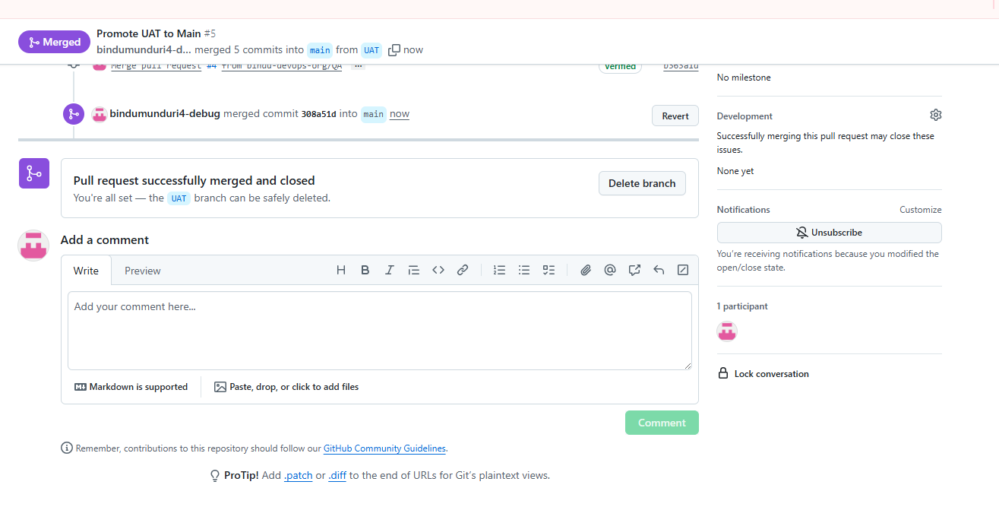 Merged
Promote UAT to Main #5
bindumunduri4-d... merged 5 commits into main from UAT now
Merge pull request #4 from bindu-devops-org/QA ...
Verified
b563a1d
bindumunduri4-debug merged commit 308a51d into main now
Revert
Pull request successfully merged and closed
You're all set — the UAT branch can be safely deleted.
Delete branch
Add a comment
Write
Preview
Add your comment here...
Markdown is supported
Paste, drop, or click to add files
Comment
Remember, contributions to this repository should follow our GitHub Community Guidelines.
ProTip! Add .patch or .diff to the end of URLs for Git's plaintext views.
No milestone
Development
Successfully merging this pull request may close these
issues.
None yet
Notifications
Customize
Unsubscribe
You're receiving notifications because you modified the
open/close state.
1 participant
Lock conversation